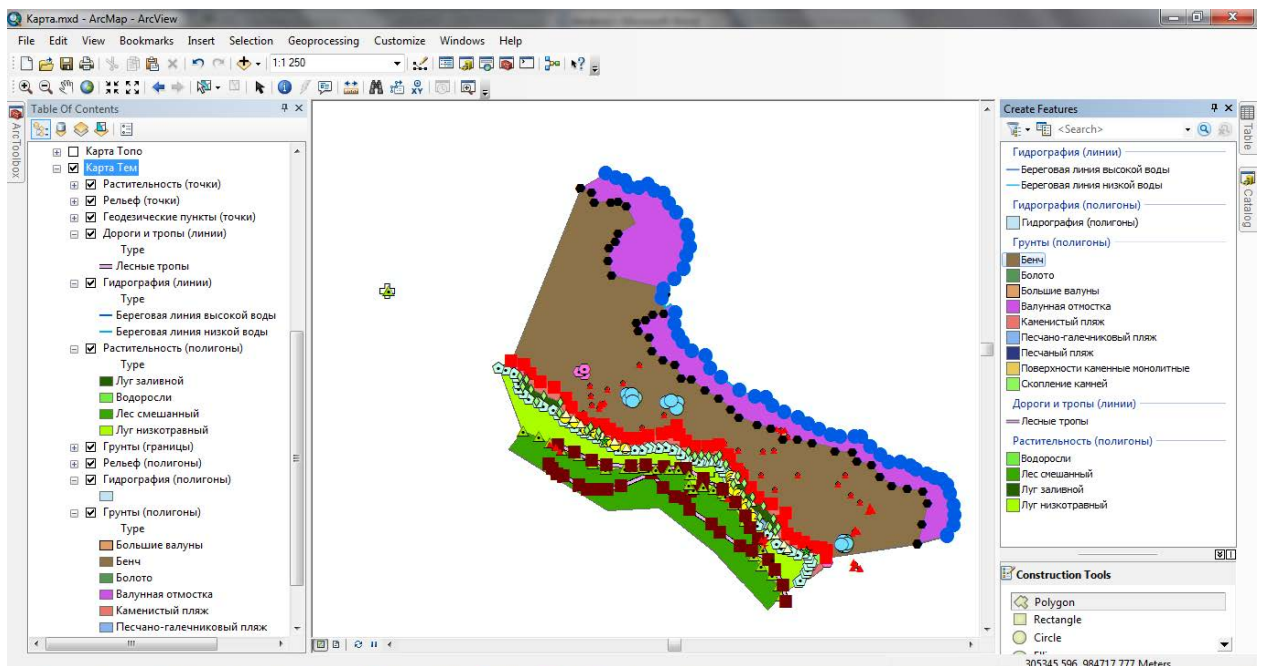 Карта.mxd - ArcMap - ArcView
File Edit View Bookmarks Insert Selection Geoprocessing Customize Windows Help
1:1 250
Table Of Contents
ArcToolbox
Карта Топо
Карта Тем
Растительность (точки)
Рельеф (точки)
Геодезические пункты (точки)
Дороги и тропы (линии)
Type
Лесные тропы
Гидрография (линии)
Type
Береговая линия высокой воды
Береговая линия низкой воды
Растительность (полигоны)
Type
Луг заливной
Водоросли
Лес смешанный
Луг низкотравный
Грунты (границы)
Рельеф (полигоны)
Гидрография (полигоны)
Грунты (полигоны)
Type
Большие валуны
Бенч
Болото
Валунная отмостка
Каменистый пляж
Песчано-галечниковый пляж
Create Features
<Search>
Гидрография (линии)
Береговая линия высокой воды
Береговая линия низкой воды
Гидрография (полигоны)
Гидрография (полигоны)
Грунты (полигоны)
Бенч
Болото
Большие валуны
Валунная отмостка
Каменистый пляж
Песчано-галечниковый пляж
Песчаный пляж
Поверхности каменные монолитные
Скопление камней
Дороги и тропы (линии)
Лесные тропы
Растительность (полигоны)
Водоросли
Лес смешанный
Луг заливной
Луг низкотравный
Construction Tools
Polygon
Rectangle
Circle
Table
Catalog
305345,596 984717,777 Meters